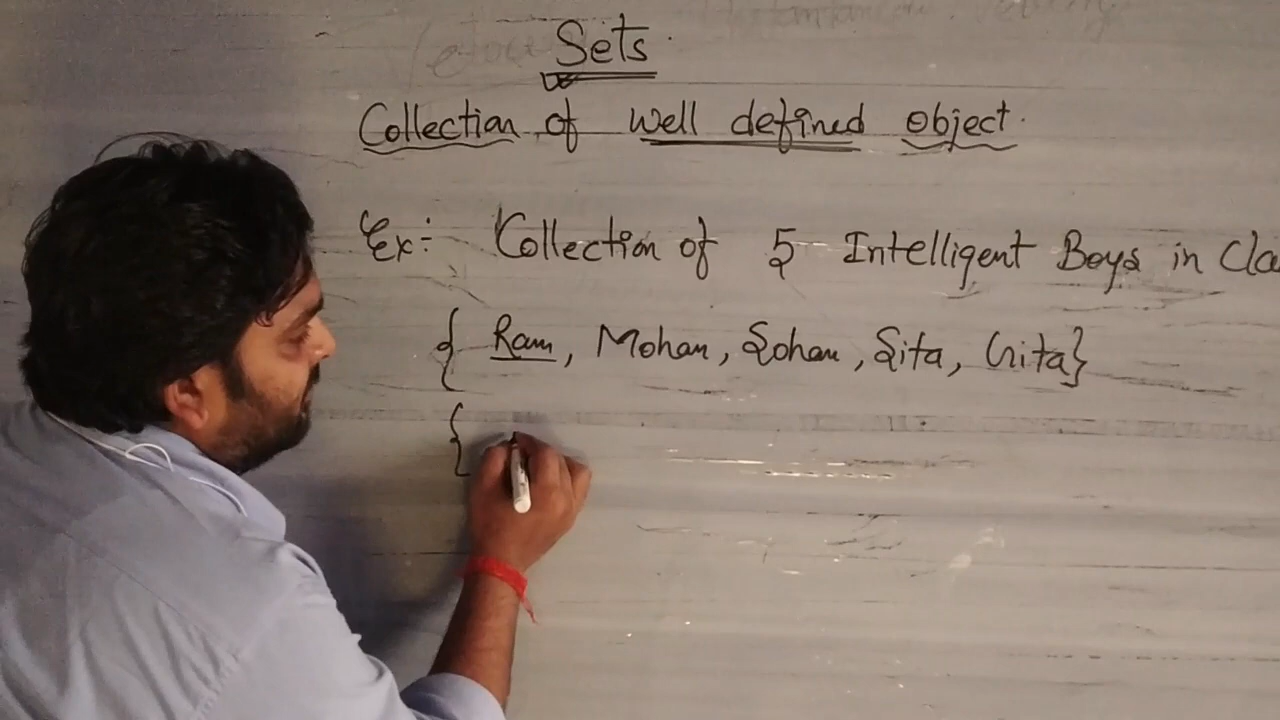 Sets
Collection of well defined object.
Ex:- Collection of 5 Intelligent Boys in Cla
{ Ram, Mohan, Sohan, Sita, Gita}
{